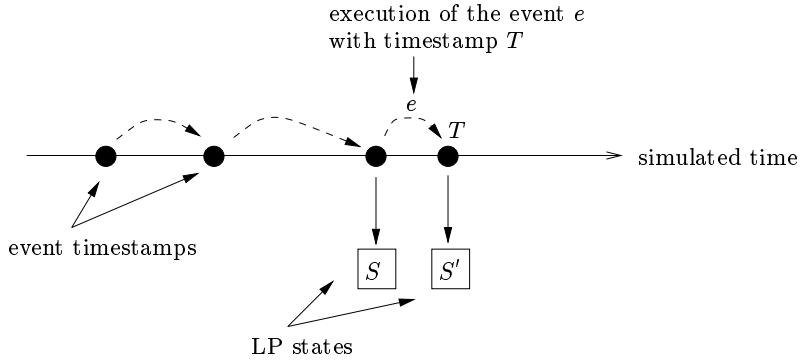 execution of the event e
with timestamp T
e
T
simulated time
event timestamps
S
S′
LP states